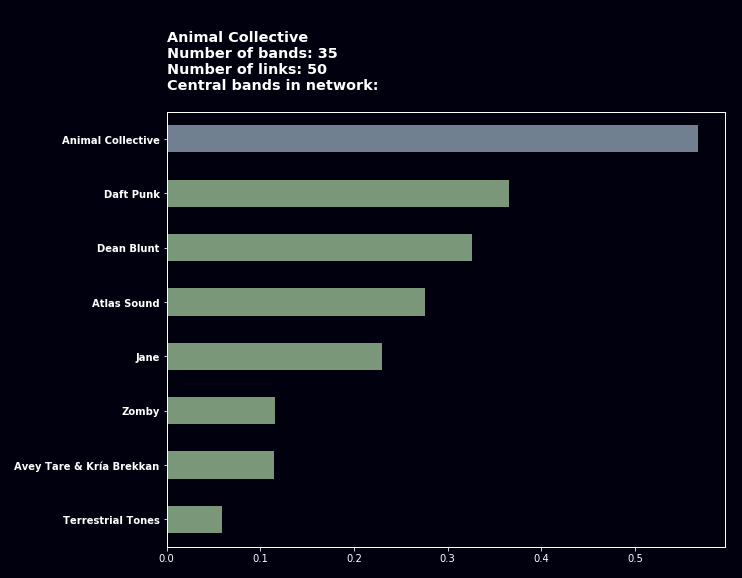 Animal Collective
Number of bands: 35
Number of links: 50
Central bands in network:
Animal Collective
Daft Punk
Dean Blunt
Atlas Sound
Jane
Zomby
Avey Tare & Kría Brekkan
Terrestrial Tones
0.0 0.1 0.2 0.3 0.4 0.5